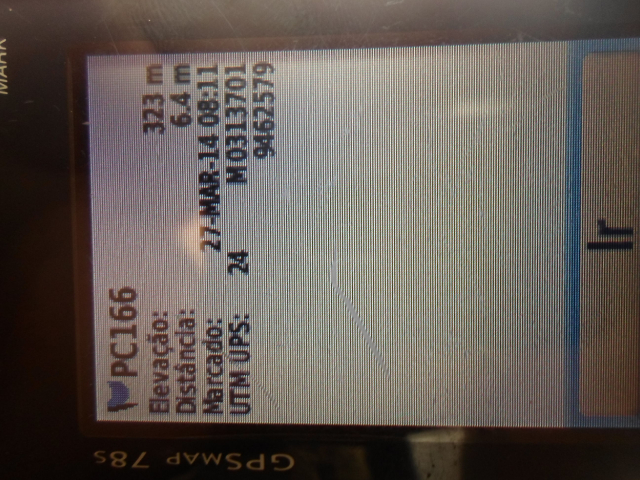 MARK
PC166
Elevação: 323 m
Distância: 6.4 m
Marcado: 27-MAR-14 08:11
UTM UPS: 24 M 0313701
9462579
Ir
GPSMAP 78s